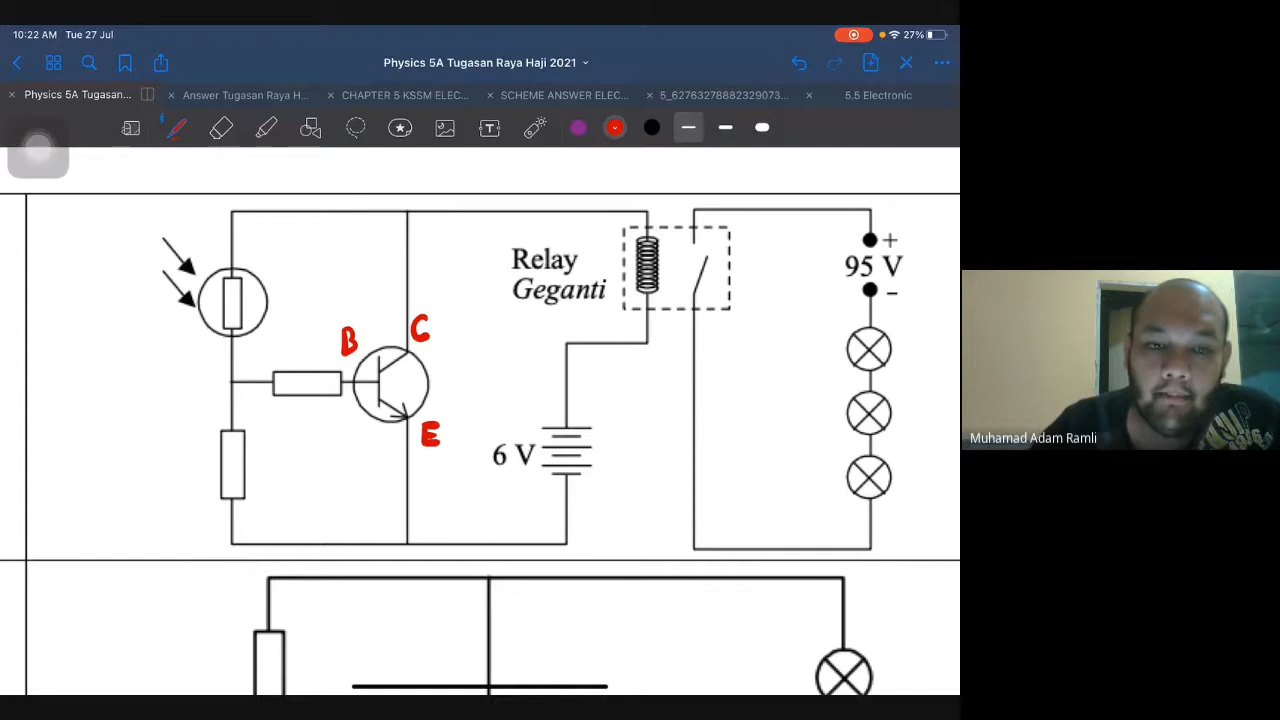 10:22 AM Tue 27 Jul
27%
Physics 5A Tugasan Raya Haji 2021
Physics 5A Tugasan...
Answer Tugasan Raya H...
CHAPTER 5 KSSM ELEC...
SCHEME ANSWER ELEC...
5_62763278882329073...
5.5 Electronic
T
Relay
Geganti
+
95 V
-
B
C
E
6 V
Muhamad Adam Ramli